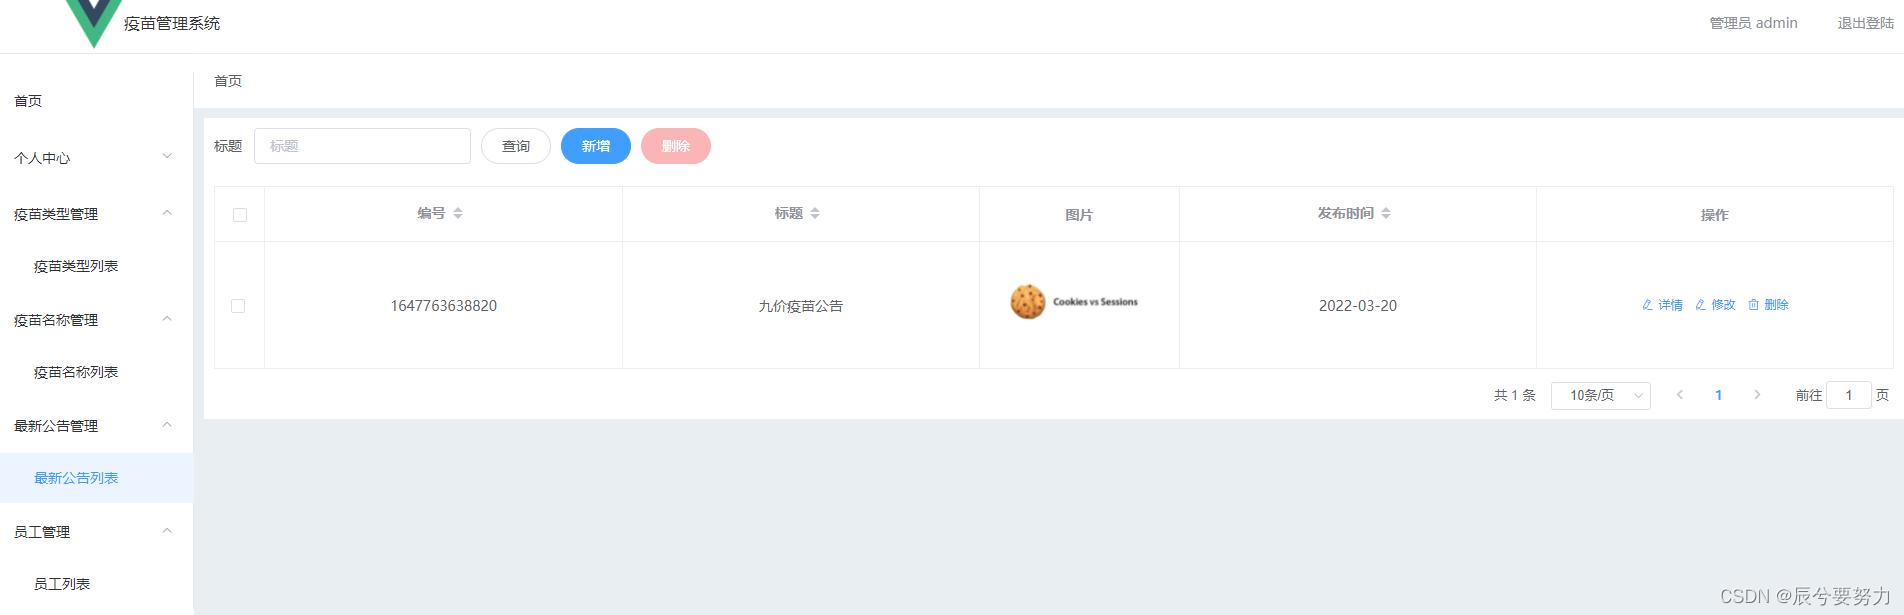 疫苗管理系统
管理员 admin
退出登陆
首页
个人中心
疫苗类型管理
疫苗类型列表
疫苗名称管理
疫苗名称列表
最新公告管理
最新公告列表
员工管理
员工列表
首页
标题 标题 查询 新增 删除
编号 标题 图片 发布时间 操作
1647763638820 九价疫苗公告 Cookies vs Sessions 2022-03-20 详情 修改 删除
共 1 条 10条/页 1 前往 1 页
CSDN @辰兮要努力